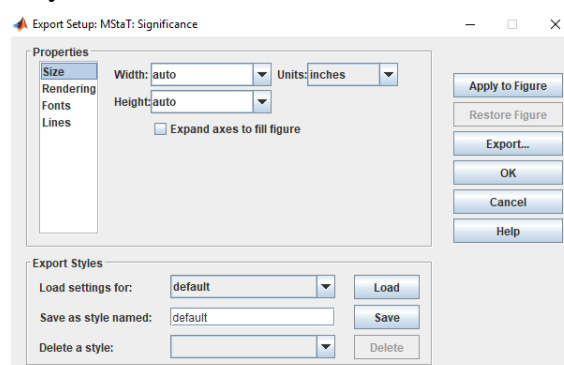 Export Setup: MStaT: Significance
Properties
Size
Rendering
Fonts
Lines
Width: auto
Units: inches
Height: auto
Expand axes to fill figure
Apply to Figure
Restore Figure
Export...
OK
Cancel
Help
Export Styles
Load settings for: default Load
Save as style named: default Save
Delete a style: Delete